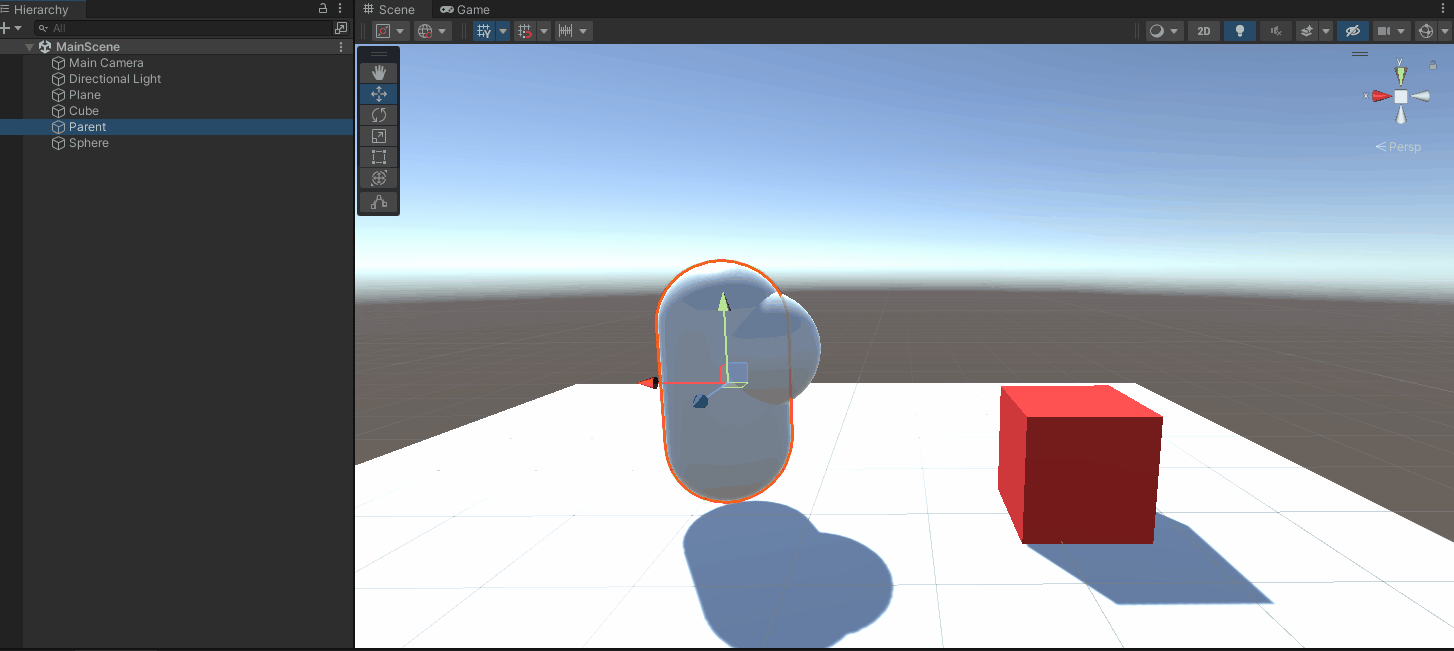 Hierarchy
All
MainScene
Main Camera
Directional Light
Plane
Cube
Parent
Sphere
Scene
Game
2D
y
x
Persp